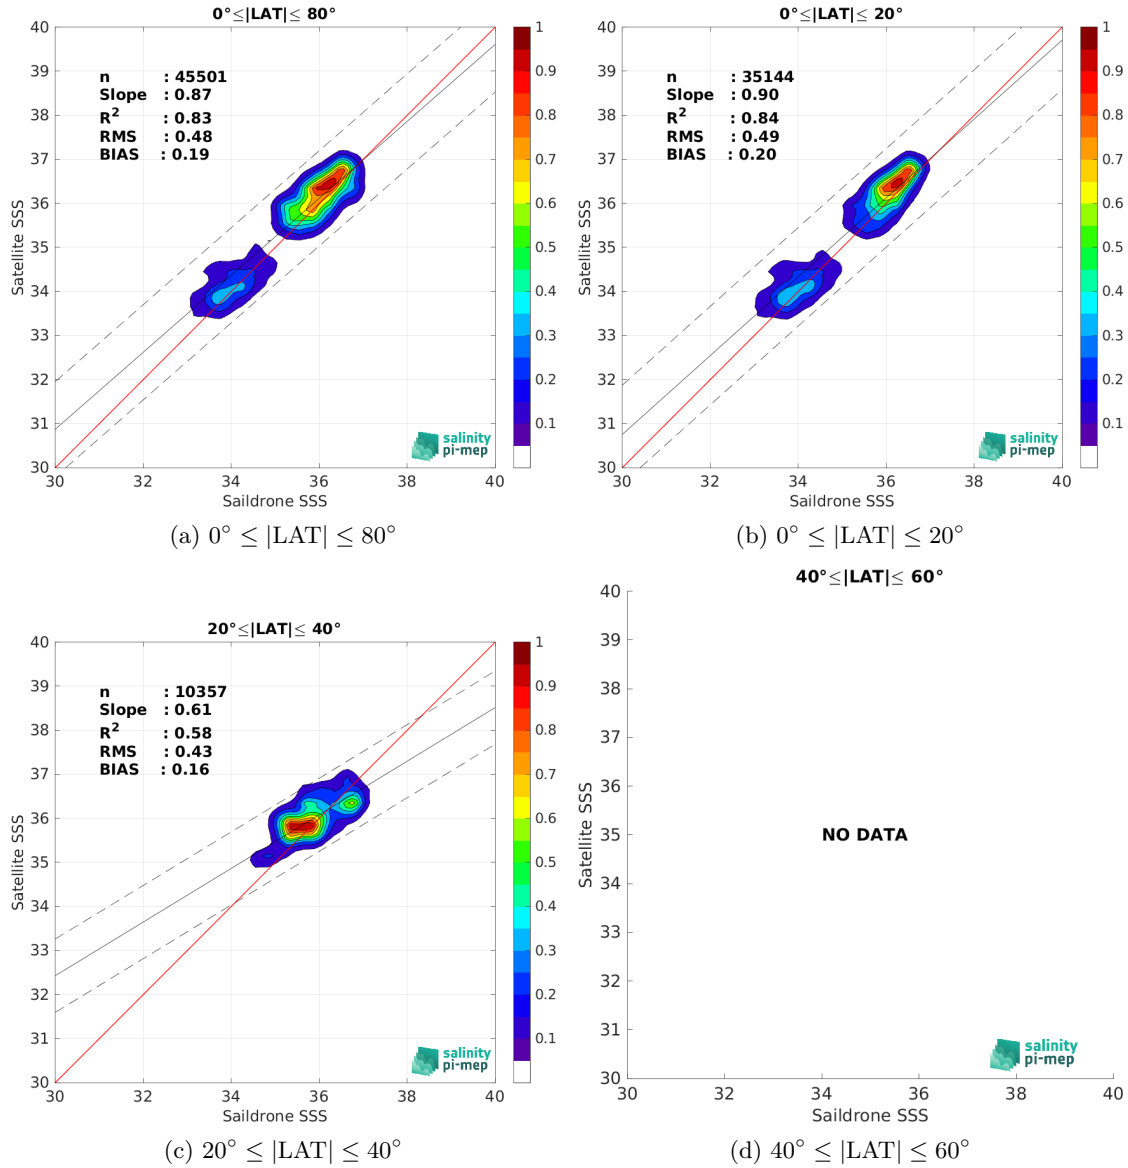 0°≤|LAT|≤ 80°
40
39
38
37
36
35
34
33
32
31
30
Satellite SSS
n : 45501
Slope : 0.87
R² : 0.83
RMS : 0.48
BIAS : 0.19
salinity
pi-mep
30 32 34 36 38 40
Saildrone SSS
1
0.9
0.8
0.7
0.6
0.5
0.4
0.3
0.2
0.1
(a) 0° ≤ |LAT| ≤ 80°
0°≤|LAT|≤ 20°
40
39
38
37
36
35
34
33
32
31
30
Satellite SSS
n : 35144
Slope : 0.90
R² : 0.84
RMS : 0.49
BIAS : 0.20
salinity
pi-mep
30 32 34 36 38 40
Saildrone SSS
1
0.9
0.8
0.7
0.6
0.5
0.4
0.3
0.2
0.1
(b) 0° ≤ |LAT| ≤ 20°
20°≤|LAT|≤ 40°
40
39
38
37
36
35
34
33
32
31
30
Satellite SSS
n : 10357
Slope : 0.61
R² : 0.58
RMS : 0.43
BIAS : 0.16
salinity
pi-mep
30 32 34 36 38 40
Saildrone SSS
1
0.9
0.8
0.7
0.6
0.5
0.4
0.3
0.2
0.1
(c) 20° ≤ |LAT| ≤ 40°
40°≤|LAT|≤ 60°
40
39
38
37
36
35
34
33
32
31
30
Satellite SSS
NO DATA
salinity
pi-mep
30 32 34 36 38 40
Saildrone SSS
(d) 40° ≤ |LAT| ≤ 60°